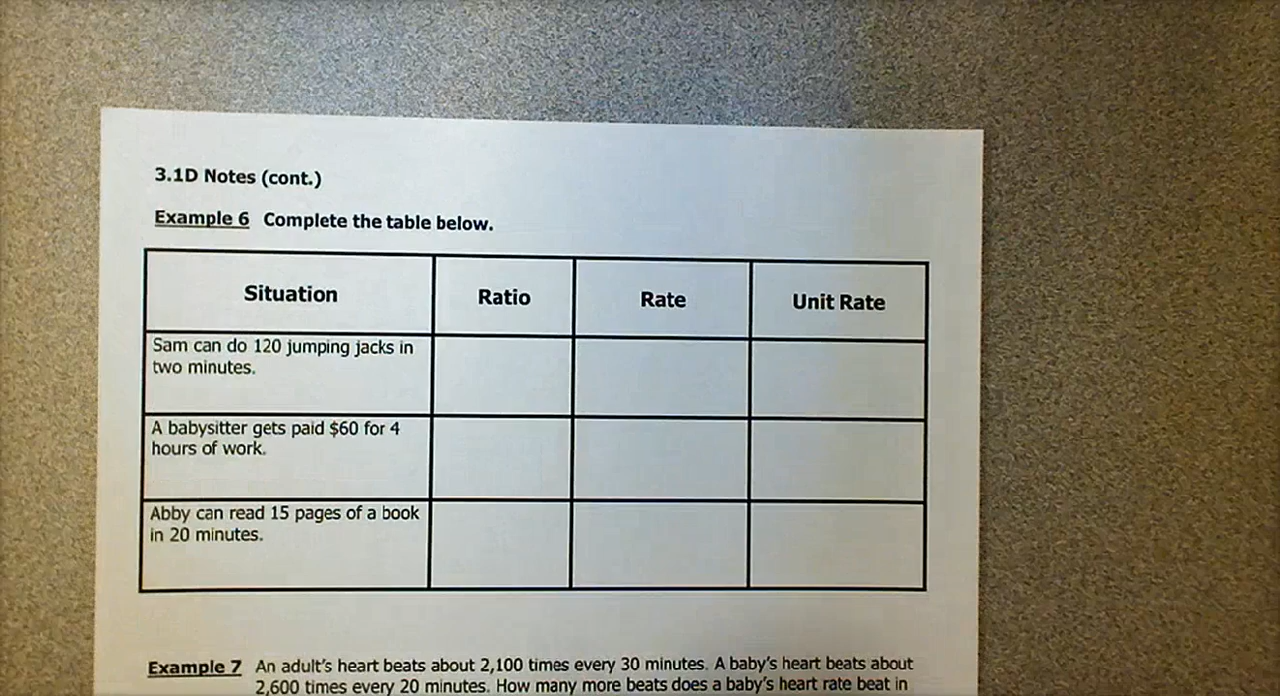 3.1D Notes (cont.)
Example 6 Complete the table below.
Situation Ratio Rate Unit Rate
Sam can do 120 jumping jacks in
two minutes.
A babysitter gets paid $60 for 4
hours of work.
Abby can read 15 pages of a book
in 20 minutes.
Example 7 An adult's heart beats about 2,100 times every 30 minutes. A baby's heart beats about
2,600 times every 20 minutes. How many more beats does a baby's heart rate beat in